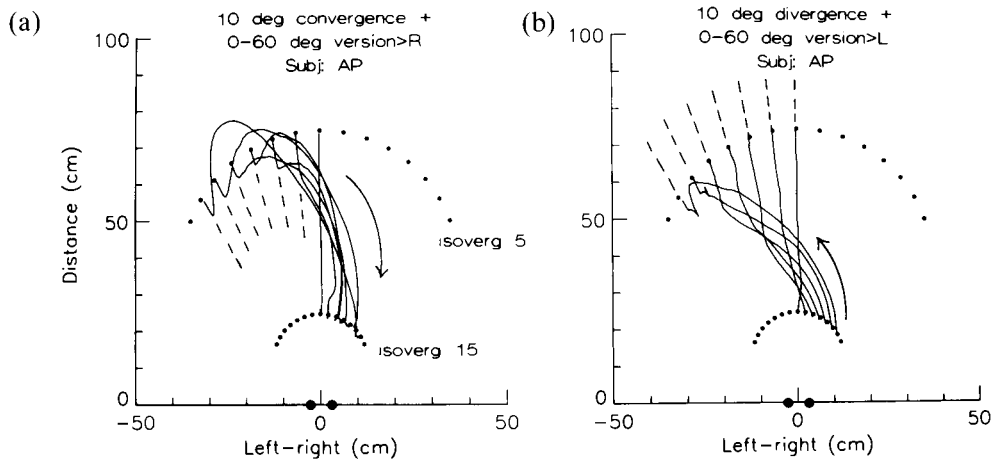 (a)
10 deg convergence +
0-60 deg version>R
Subj: AP
100
50
0
-50
0
50
Distance (cm)
Left-right (cm)
isoverg 5
isoverg 15
(b)
10 deg divergence +
0-60 deg version>L
Subj: AP
100
50
0
-50
0
50
Left-right (cm)